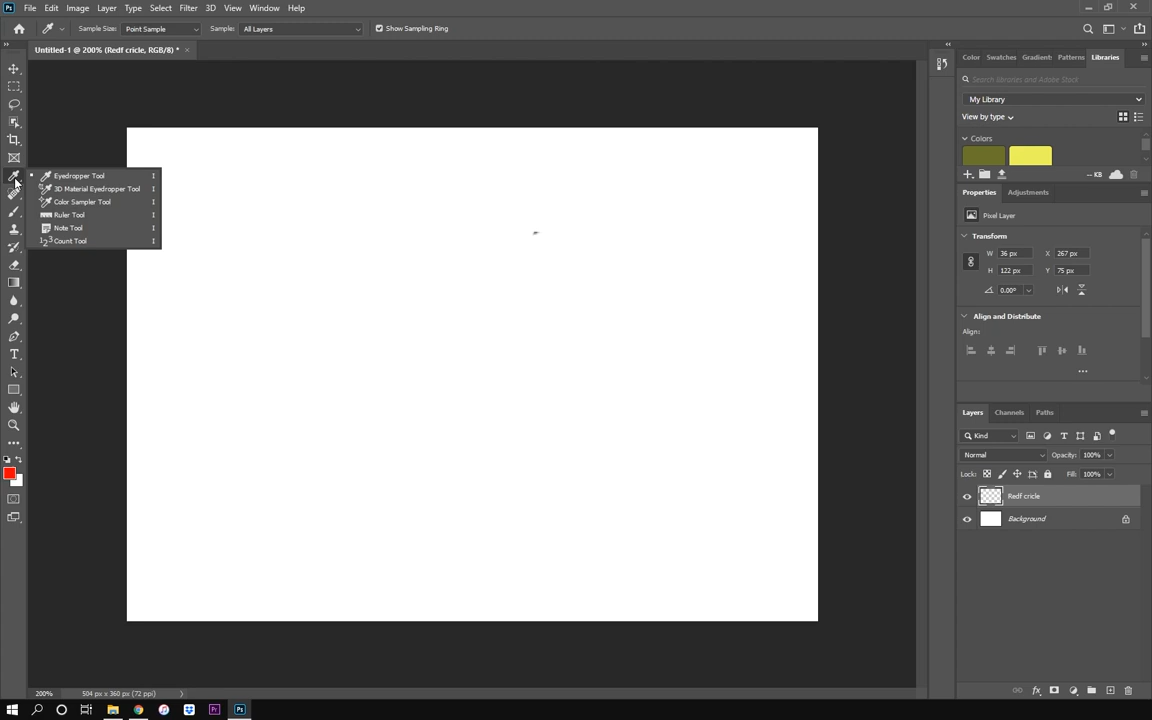 Ps File Edit Image Layer Type Select Filter 3D View Window Help
Sample Size: Point Sample Sample: All Layers Show Sampling Ring
Untitled-1 @ 200% (Redf cricle, RGB/8) *
Eyedropper Tool I
3D Material Eyedropper Tool I
Color Sampler Tool I
Ruler Tool I
Note Tool I
Count Tool I
Color Swatches Gradient: Patterns Libraries
Search libraries and Adobe Stock
My Library
View by type
Colors
-- KB
Properties Adjustments
Pixel Layer
Transform
W 36 px X 267 px
H 122 px Y 75 px
0.00°
Align and Distribute
Align:
Layers Channels Paths
Kind
Normal Opacity: 100%
Lock: Fill: 100%
Redf cricle
Background
200% 504 px x 360 px (72 ppi)
Pr Ps